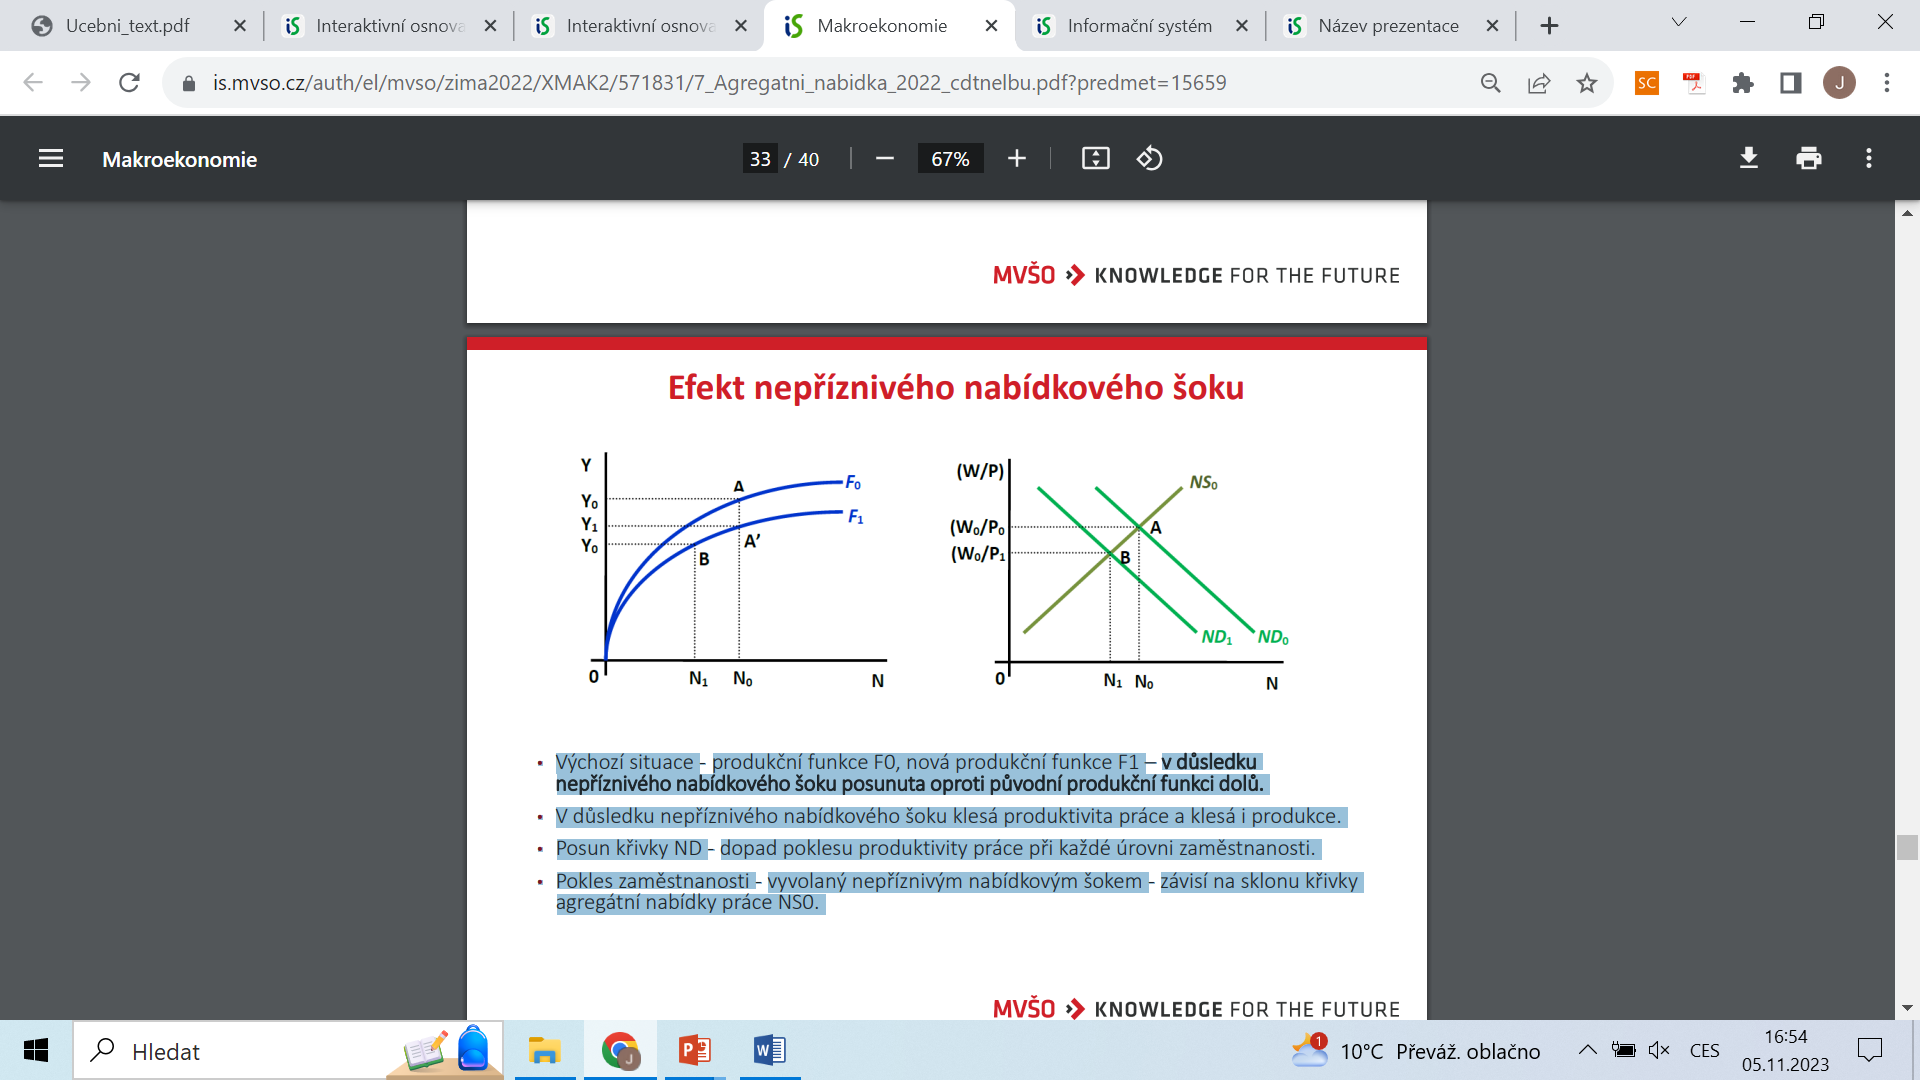 Ucebni_text.pdf
Interaktivní osnova
Interaktivní osnova
Makroekonomie
Informační systém
Název prezentace
is.mvso.cz/auth/el/mvso/zima2022/XMAK2/571831/7_Agregatni_nabidka_2022_cdtnelbu.pdf?predmet=15659
SC
PDF
J
Makroekonomie
33 / 40
67%
MVŠO KNOWLEDGE FOR THE FUTURE
Efekt nepříznivého nabídkového šoku
Y
Y₀
Y₁
Y₀
A
A’
B
F₀
F₁
0
N₁
N₀
N
(W/P)
(W₀/P₀
(W₀/P₁
NS₀
A
B
ND₁
ND₀
0
N₁
N₀
N
• Výchozí situace - produkční funkce F0, nová produkční funkce F1 – v důsledku
nepříznivého nabídkového šoku posunuta oproti původní produkční funkci dolů.
• V důsledku nepříznivého nabídkového šoku klesá produktivita práce a klesá i produkce.
• Posun křivky ND - dopad poklesu produktivity práce při každé úrovni zaměstnanosti.
• Pokles zaměstnanosti - vyvolaný nepříznivým nabídkovým šokem - závisí na sklonu křivky
agregátní nabídky práce NS0.
MVŠO KNOWLEDGE FOR THE FUTURE
Hledat
J
P
W
1
10°C Převáž. oblačno
CES
16:54
05.11.2023